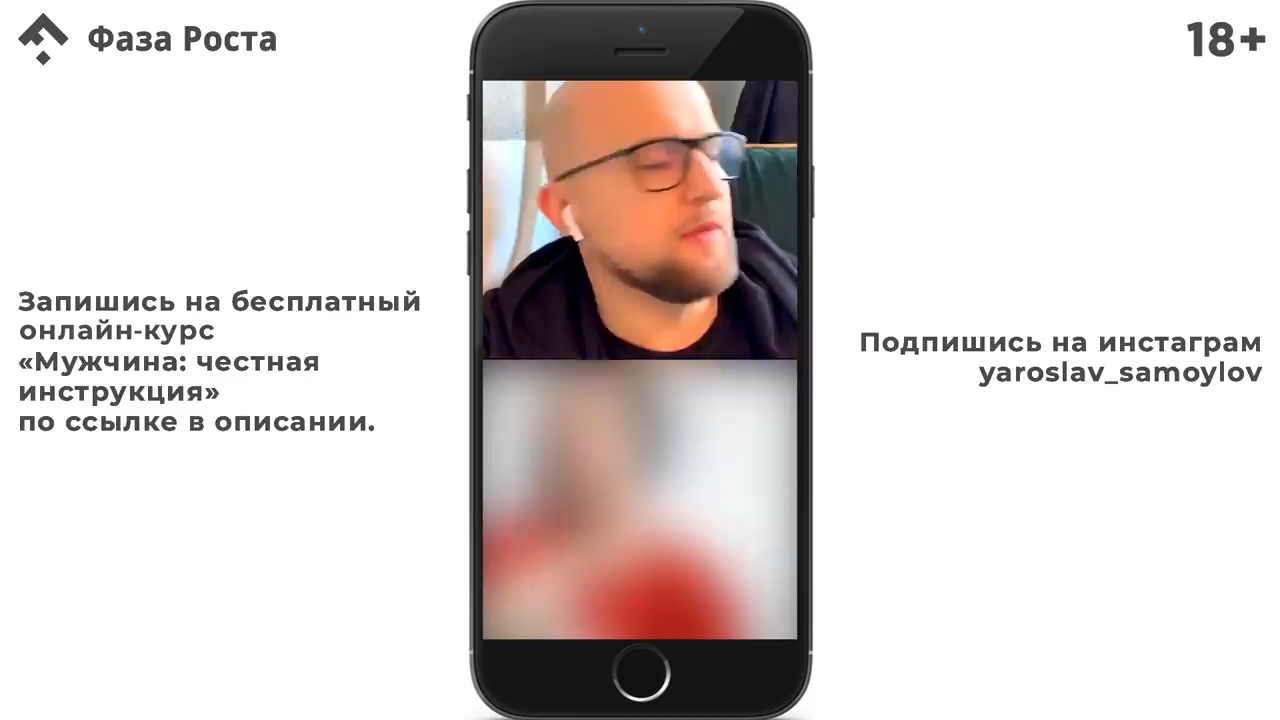 Фаза Роста
18+
Запишись на бесплатный
онлайн-курс
«Мужчина: честная
инструкция»
по ссылке в описании.
Подпишись на инстаграм
yaroslav_samoylov